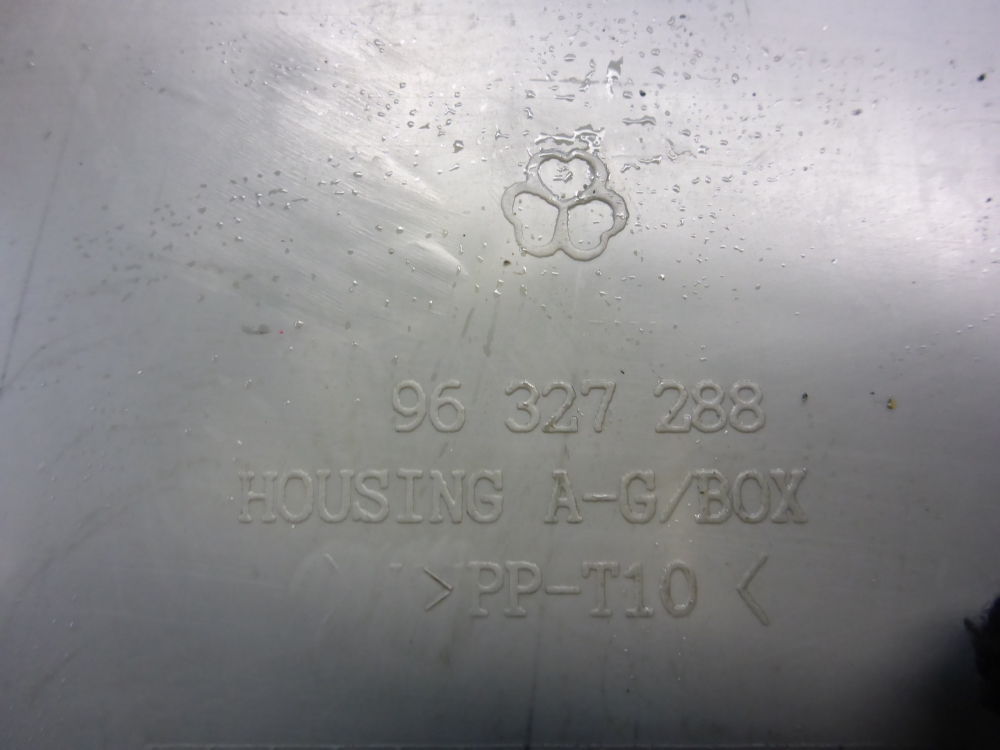 96 327 288
HOUSING A-G/BOX
>PP-T10<